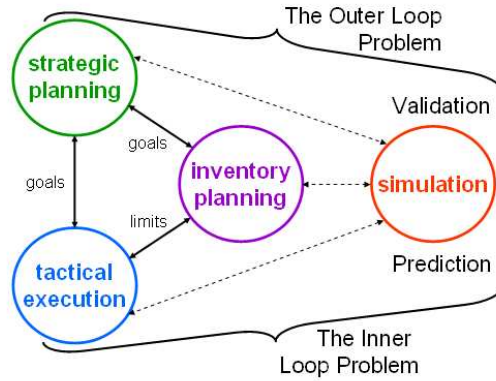 The Outer Loop
Problem
strategic
planning
Validation
goals
inventory
planning
simulation
goals
limits
tactical
execution
Prediction
The Inner
Loop Problem